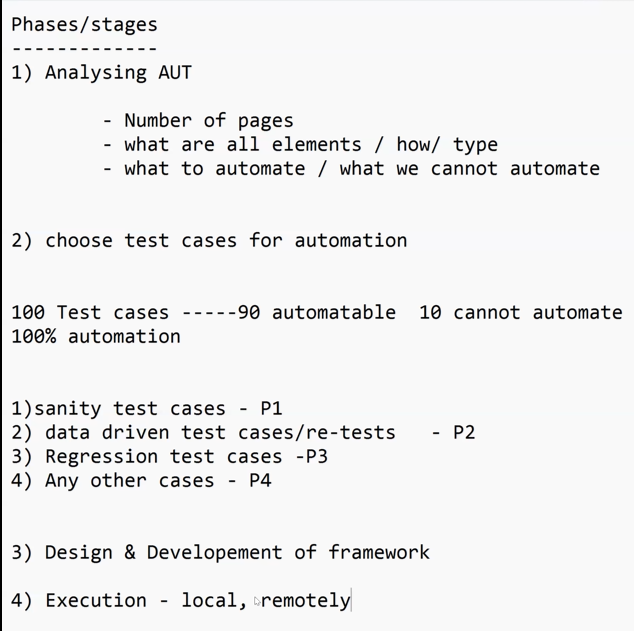 Phases/stages
-------------
1) Analysing AUT
- Number of pages
- what are all elements / how/ type
- what to automate / what we cannot automate
2) choose test cases for automation
100 Test cases -----90 automatable  10 cannot automate
100% automation
1)sanity test cases - P1
2) data driven test cases/re-tests   - P2
3) Regression test cases -P3
4) Any other cases - P4
3) Design & Developement of framework
4) Execution - local, remotely